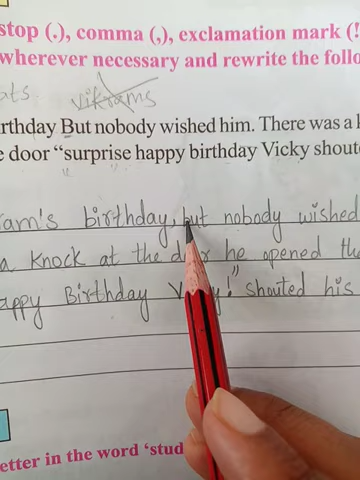 stop (.), comma (,), exclamation mark (!
wherever necessary and rewrite the follo
ats. Vikrams
rthday But nobody wished him. There was a k
e door "surprise happy birthday Vicky shoute
ram's birthday, but nobody wished
a knock at the door he opened the
appy Birthday V y!" shouted his
etter in the word 'stud